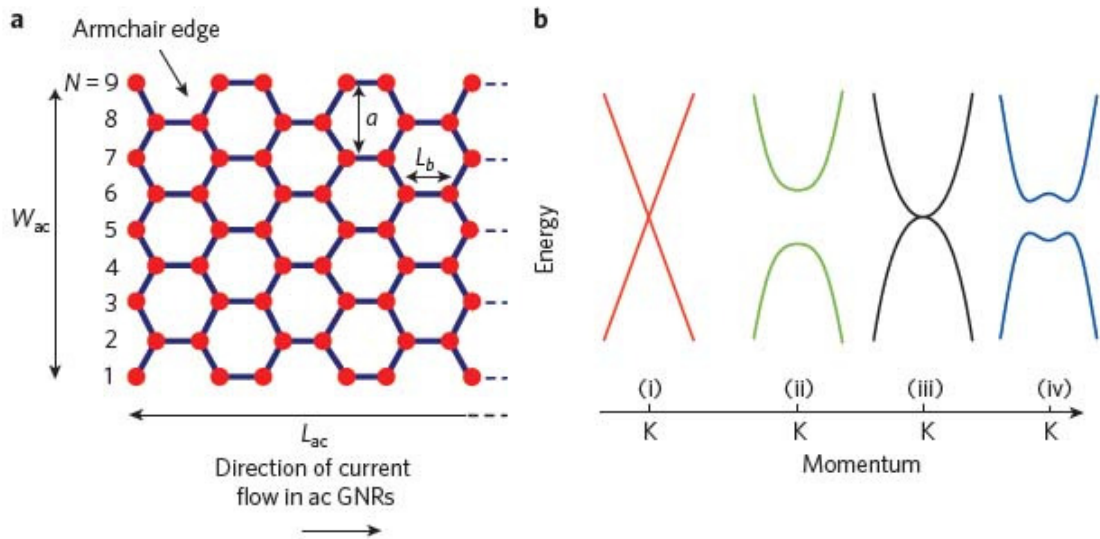 a
Armchair edge
N = 9
8
7
6
5
4
3
2
1
W_ac
a
L_b
L_ac
Direction of current
flow in ac GNRs
b
Energy
(i) (ii) (iii) (iv)
K K K K
Momentum